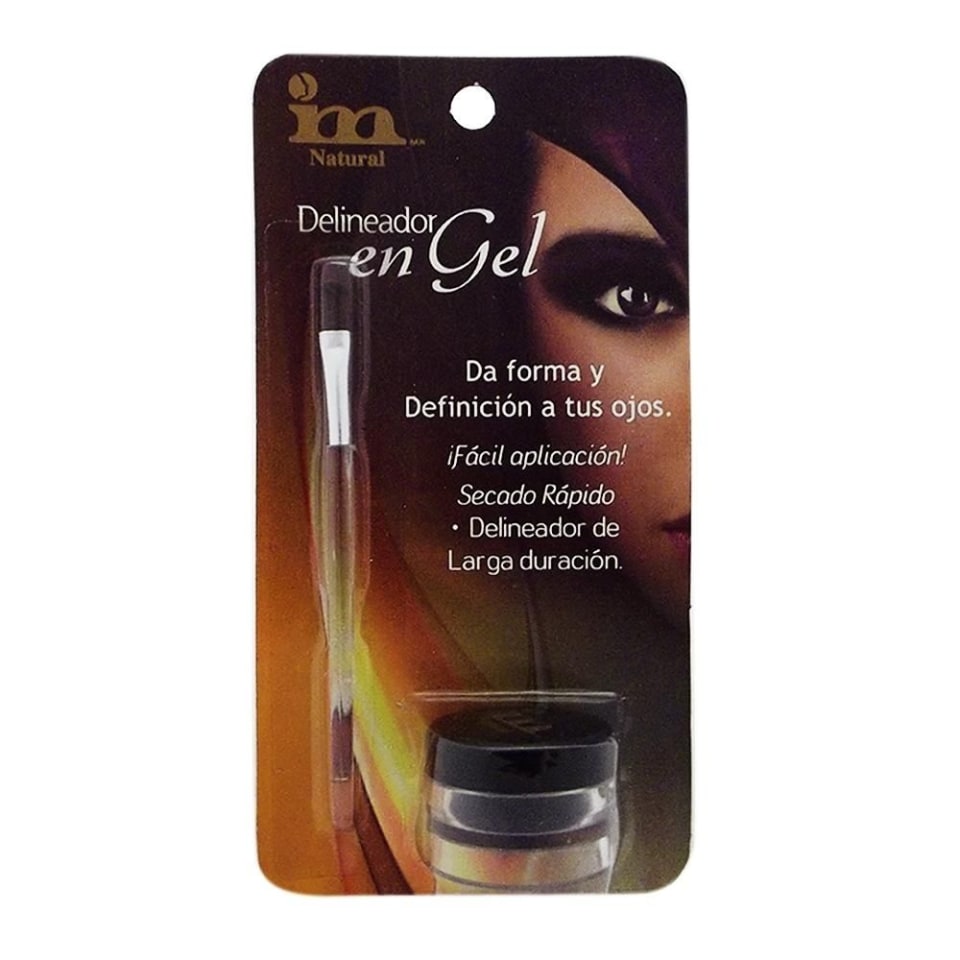 im
Natural
Delineador
en Gel
Da forma y
Definición a tus ojos.
¡Fácil aplicación!
Secado Rápido
• Delineador de
Larga duración.